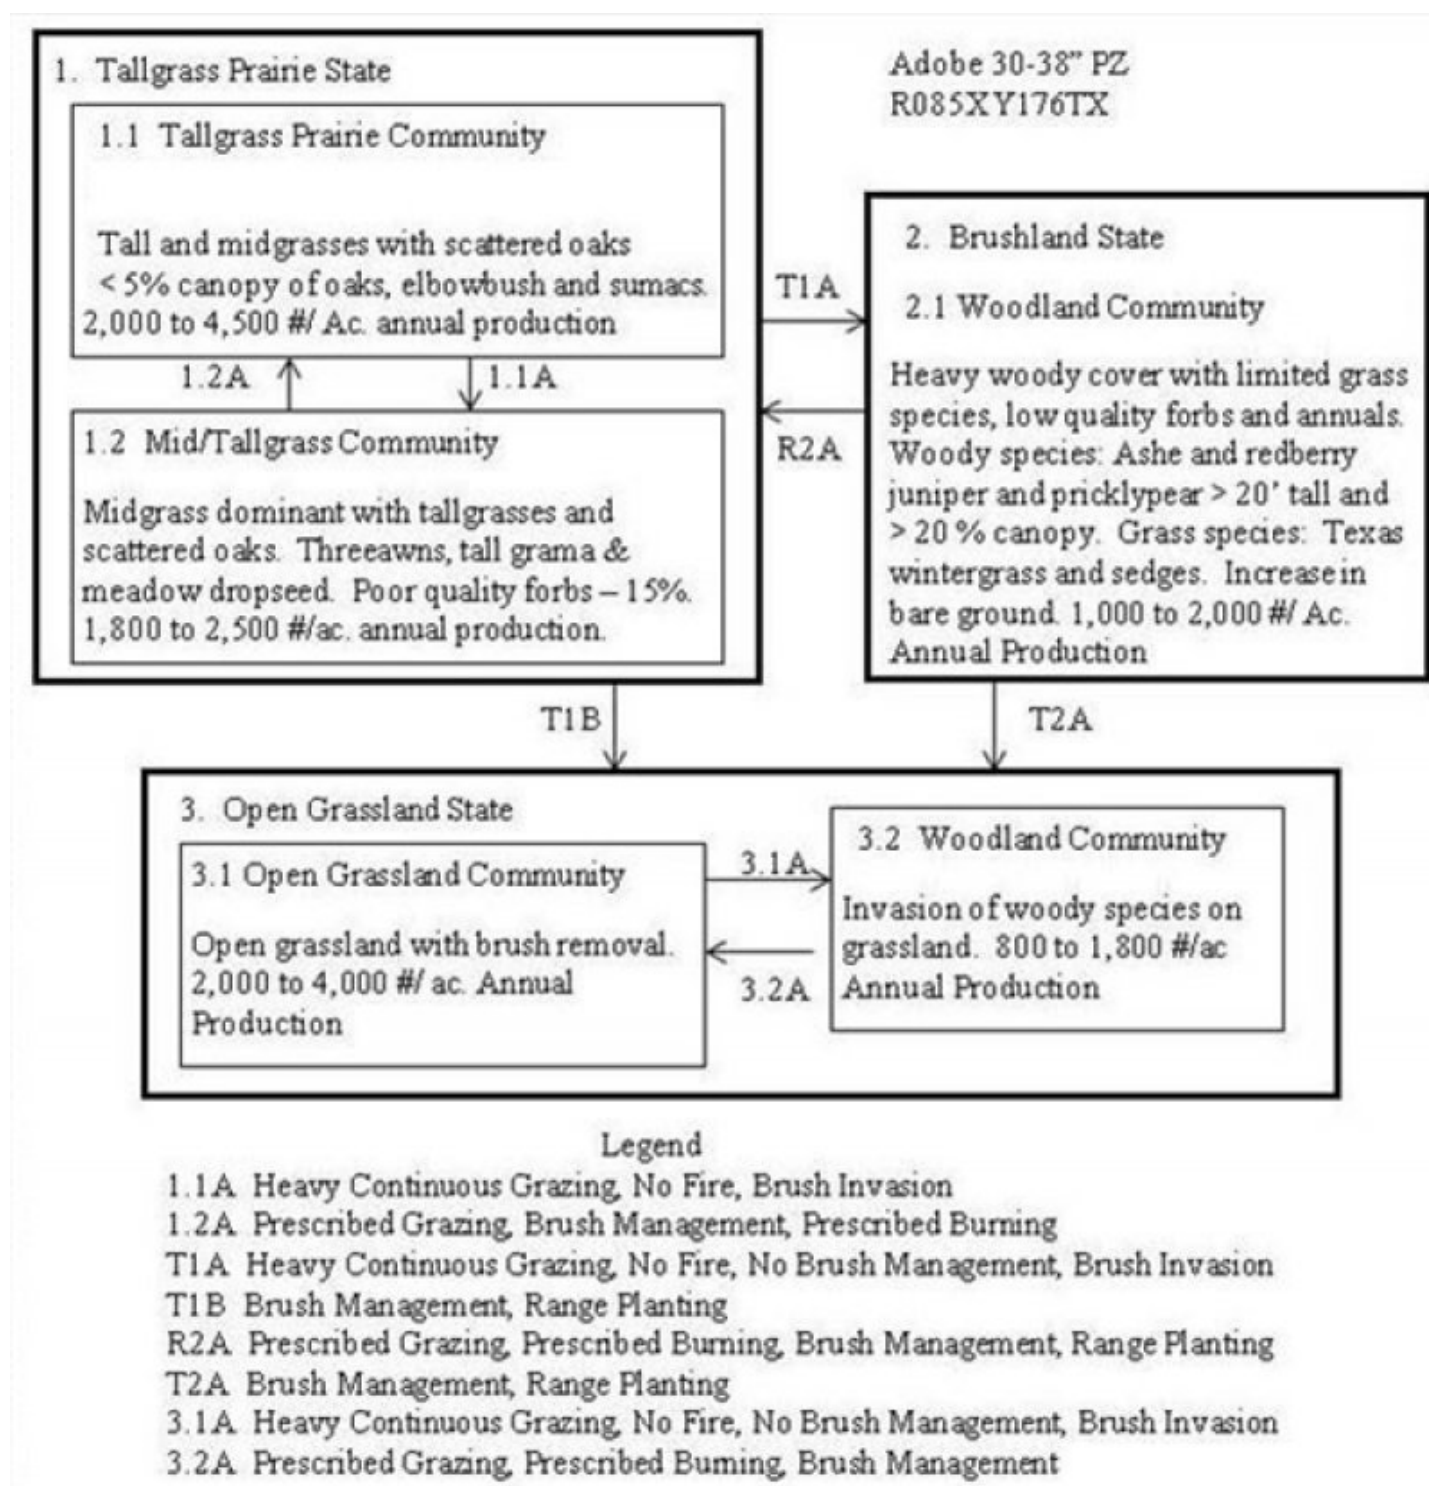 1. Tallgrass Prairie State
1.1 Tallgrass Prairie Community
Tall and midgrasses with scattered oaks
< 5% canopy of oaks, elbowbush and sumacs.
2,000 to 4,500 #/ Ac. annual production
1.2A
1.1A
1.2 Mid/Tallgrass Community
Midgrass dominant with tallgrasses and
scattered oaks. Threeawns, tall grama &
meadow dropseed. Poor quality forbs – 15%.
1,800 to 2,500 #/ac. annual production.
Adobe 30-38” PZ
R085XY176TX
T1A
R2A
2. Brushland State
2.1 Woodland Community
Heavy woody cover with limited grass
species, low quality forbs and annuals.
Woody species: Ashe and redberry
juniper and pricklypear > 20’ tall and
> 20 % canopy. Grass species: Texas
wintergrass and sedges. Increase in
bare ground. 1,000 to 2,000 #/ Ac.
Annual Production
T1B
T2A
3. Open Grassland State
3.1 Open Grassland Community
Open grassland with brush removal.
2,000 to 4,000 #/ ac. Annual
Production
3.1A
3.2A
3.2 Woodland Community
Invasion of woody species on
grassland. 800 to 1,800 #/ac
Annual Production
Legend
1.1A Heavy Continuous Grazing, No Fire, Brush Invasion
1.2A Prescribed Grazing, Brush Management, Prescribed Burning
T1A Heavy Continuous Grazing, No Fire, No Brush Management, Brush Invasion
T1B Brush Management, Range Planting
R2A Prescribed Grazing, Prescribed Burning, Brush Management, Range Planting
T2A Brush Management, Range Planting
3.1A Heavy Continuous Grazing, No Fire, No Brush Management, Brush Invasion
3.2A Prescribed Grazing, Prescribed Burning, Brush Management